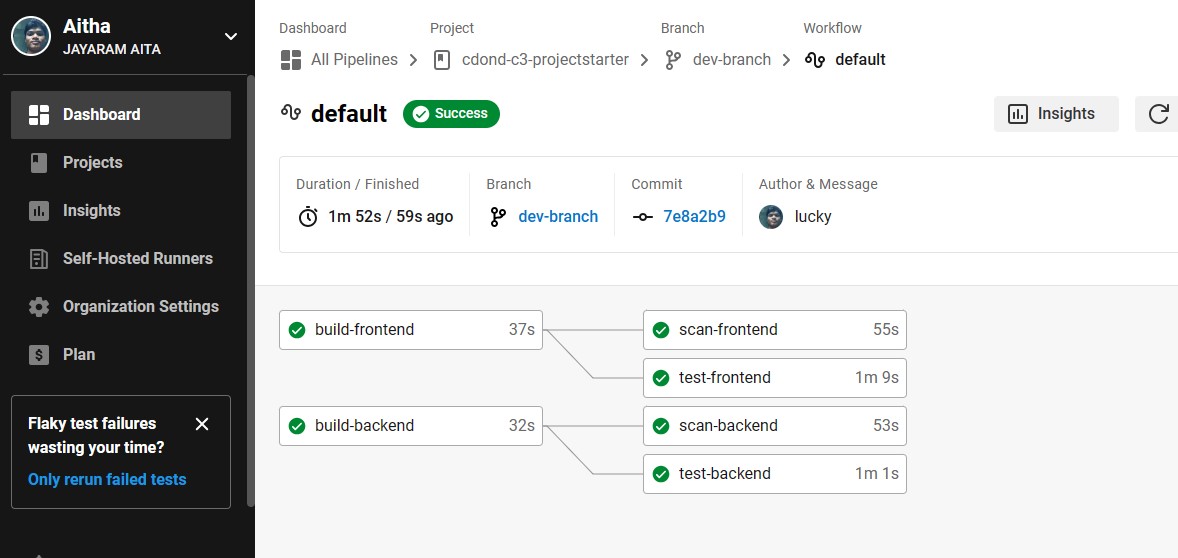 Aitha
JAYARAM AITA
Dashboard
Projects
Insights
Self-Hosted Runners
Organization Settings
Plan
Flaky test failures
wasting your time?
Only rerun failed tests
Dashboard Project Branch Workflow
All Pipelines cdond-c3-projectstarter dev-branch default
default Success Insights
Duration / Finished Branch Commit Author & Message
1m 52s / 59s ago dev-branch 7e8a2b9 lucky
build-frontend 37s scan-frontend 55s
test-frontend 1m 9s
build-backend 32s scan-backend 53s
test-backend 1m 1s